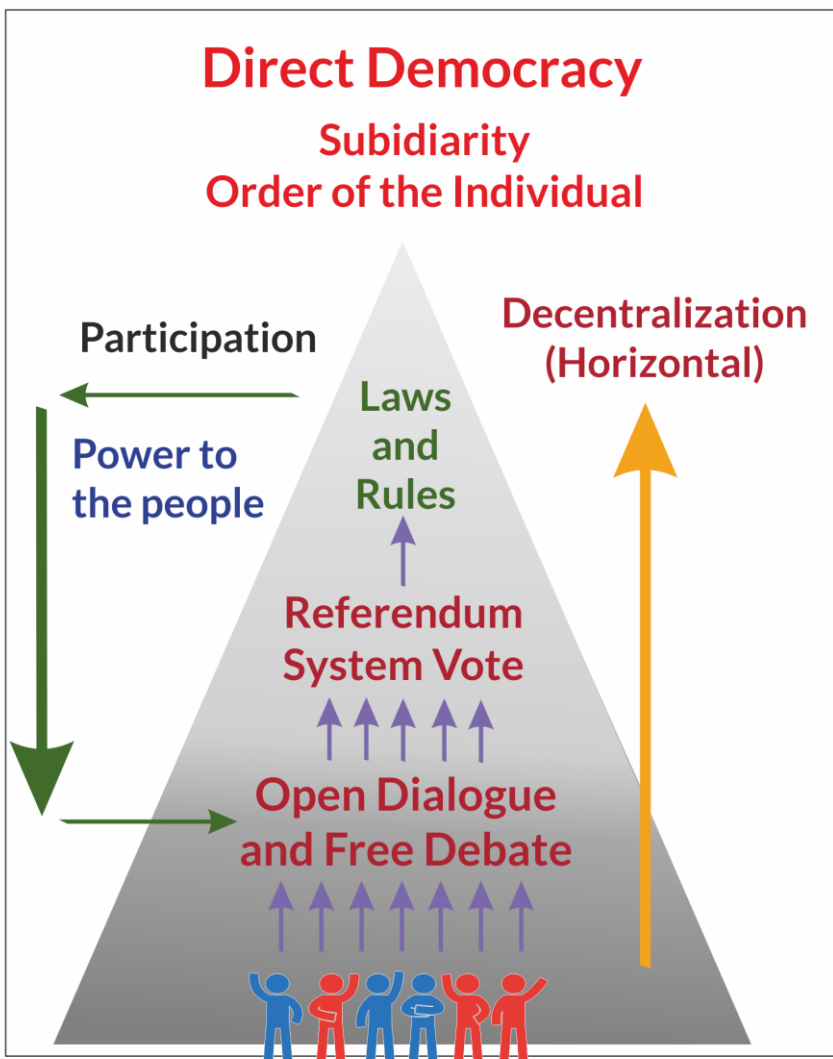 Direct Democracy
Subidiarity
Order of the Individual
Participation
Decentralization
(Horizontal)
Power to
the people
Laws
and
Rules
Referendum
System Vote
Open Dialogue
and Free Debate